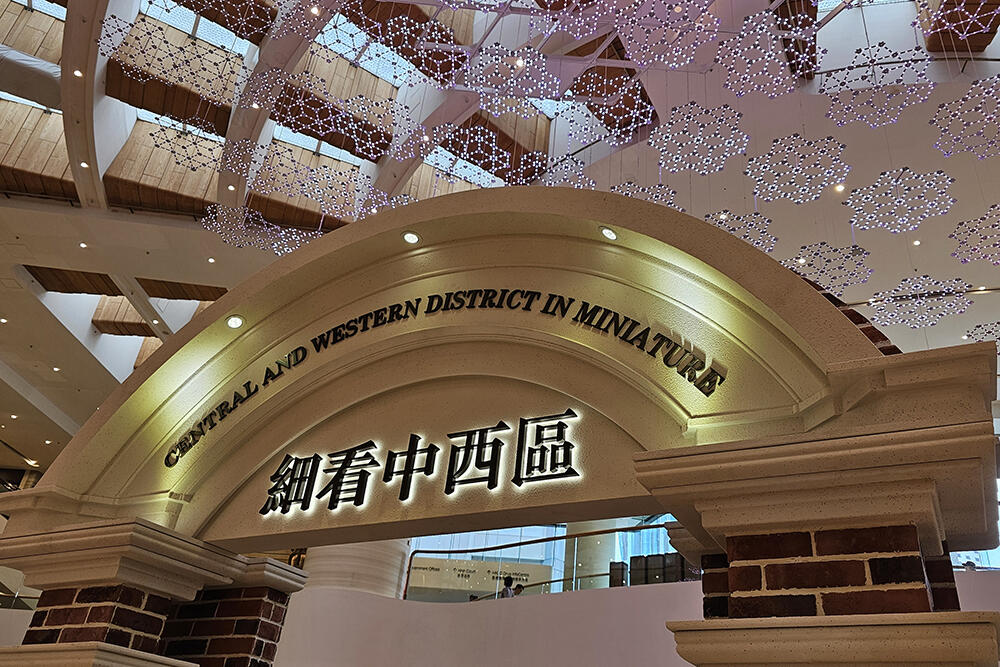 CENTRAL AND WESTERN DISTRICT IN MINIATURE
細看中西區